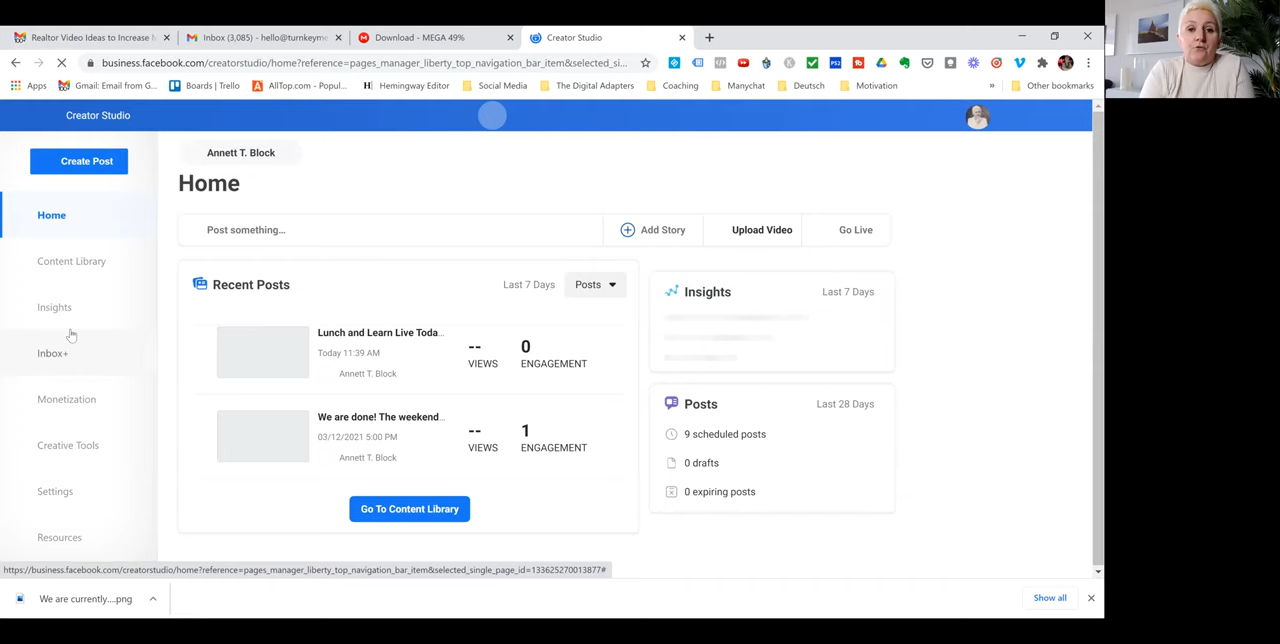 Realtor Video Ideas to Increase M
Inbox (3,085) - hello@turnkeyme
Download - MEGA 49%
Creator Studio
business.facebook.com/creatorstudio/home?reference=pages_manager_liberty_top_navigation_bar_item&selected_sl...
Apps
Gmail: Email from G...
Boards | Trello
AllTop.com - Popul...
Hemingway Editor
Social Media
The Digital Adapters
Coaching
Manychat
Deutsch
Motivation
»
Other bookmarks
Creator Studio
Create Post
Annett T. Block
Home
Home
Post something...
Add Story
Upload Video
Go Live
Content Library
Insights
Inbox+
Monetization
Creative Tools
Settings
Resources
Recent Posts
Last 7 Days
Posts
Lunch and Learn Live Toda...
Today 11:39 AM
Annett T. Block
--
VIEWS
0
ENGAGEMENT
We are done! The weekend...
03/12/2021 5:00 PM
Annett T. Block
--
VIEWS
1
ENGAGEMENT
Go To Content Library
Insights
Last 7 Days
Posts
Last 28 Days
9 scheduled posts
0 drafts
0 expiring posts
https://business.facebook.com/creatorstudio/home?reference=pages_manager_liberty_top_navigation_bar_item&selected_single_page_id=133625270013877#
We are currently....png
Show all